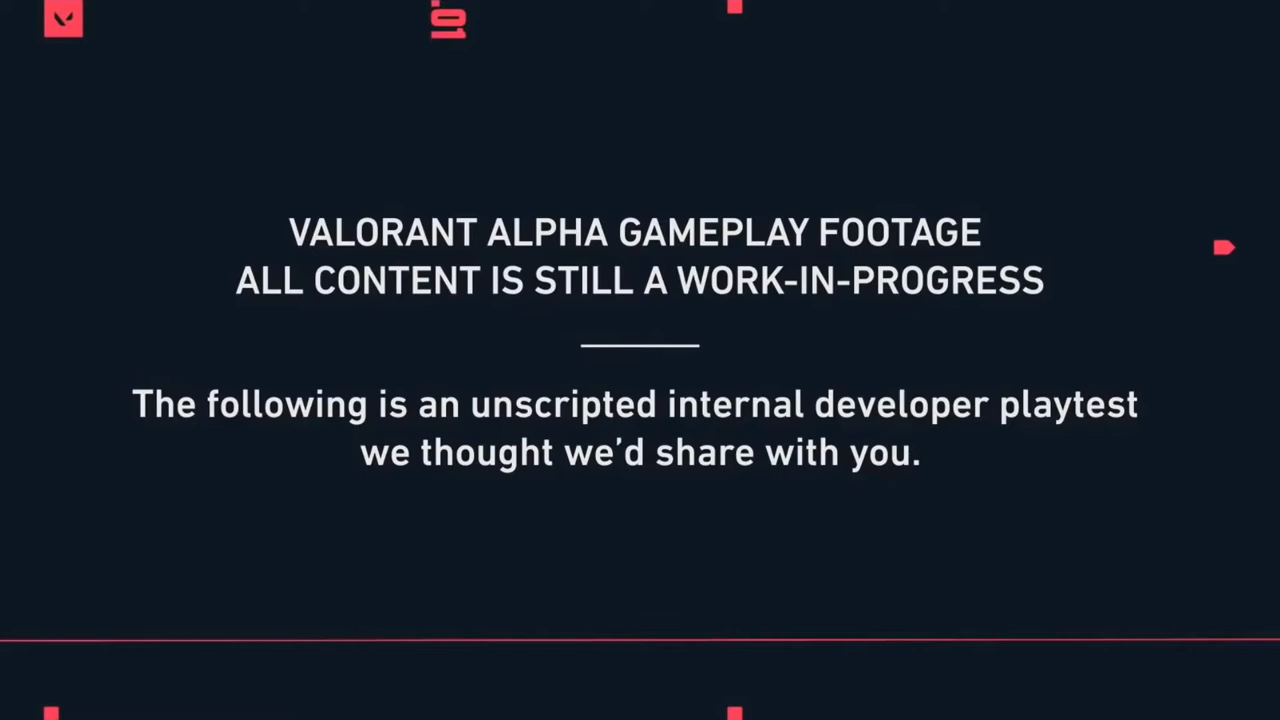 .01
VALORANT ALPHA GAMEPLAY FOOTAGE
ALL CONTENT IS STILL A WORK-IN-PROGRESS
The following is an unscripted internal developer playtest
we thought we’d share with you.